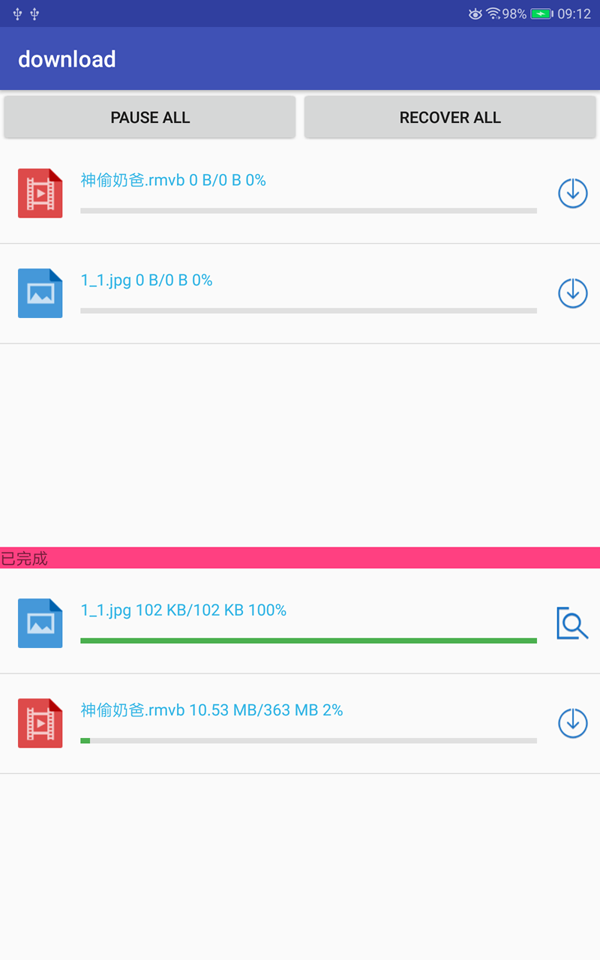 98% 09:12
download
PAUSE ALL RECOVER ALL
神偷奶爸.rmvb 0 B/0 B 0%
1_1.jpg 0 B/0 B 0%
已完成
1_1.jpg 102 KB/102 KB 100%
神偷奶爸.rmvb 10.53 MB/363 MB 2%